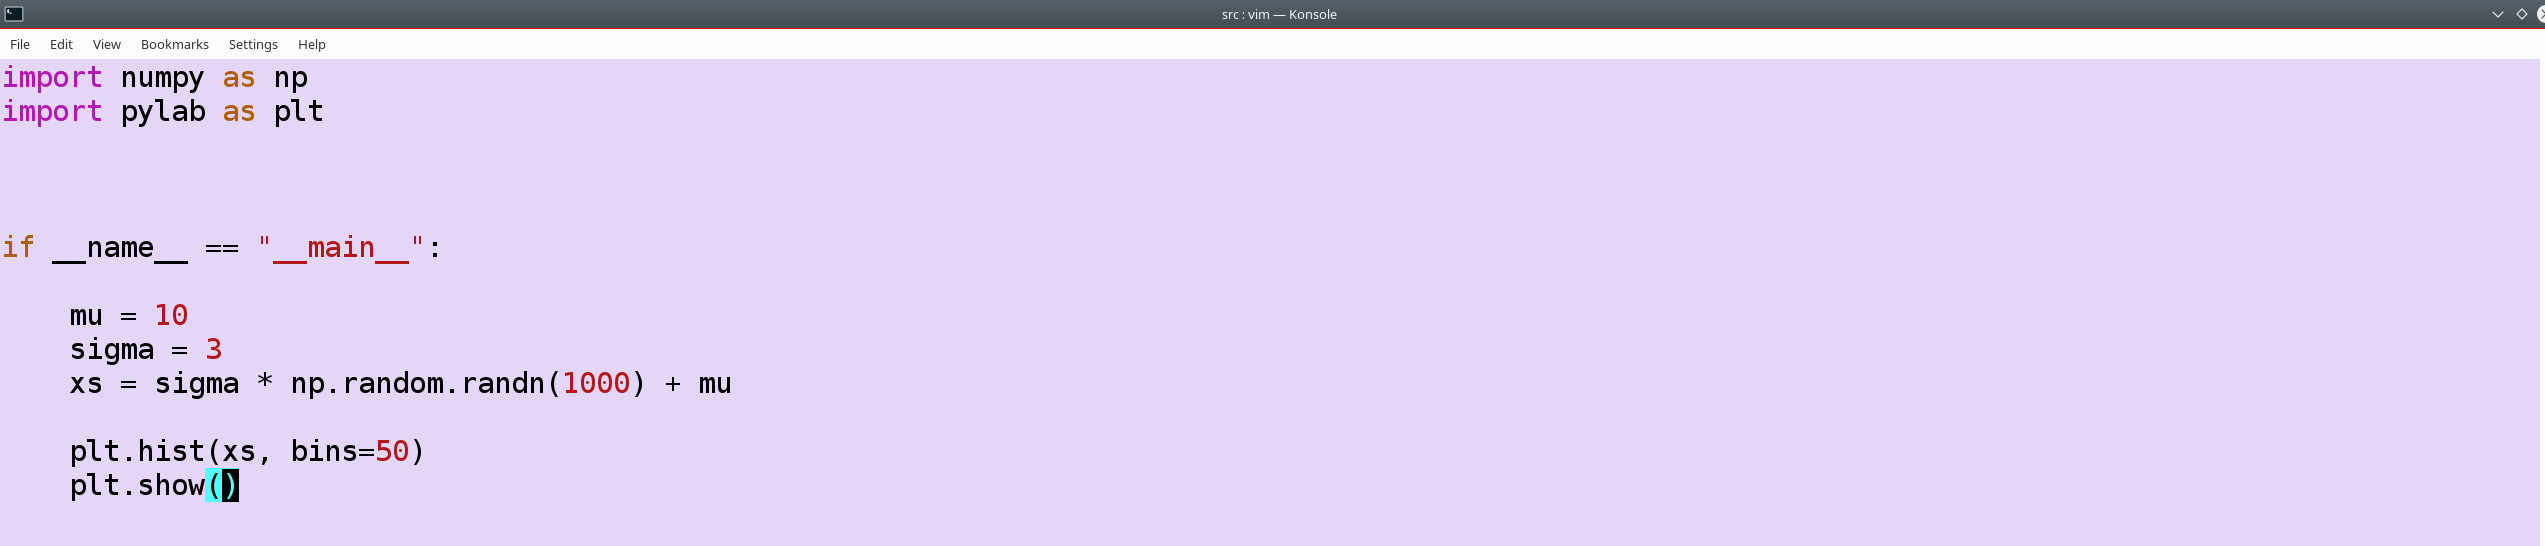 src : vim — Konsole
File Edit View Bookmarks Settings Help
import numpy as np
import pylab as plt
if __name__ == "__main__":
    mu = 10
    sigma = 3
    xs = sigma * np.random.randn(1000) + mu
    plt.hist(xs, bins=50)
    plt.show()